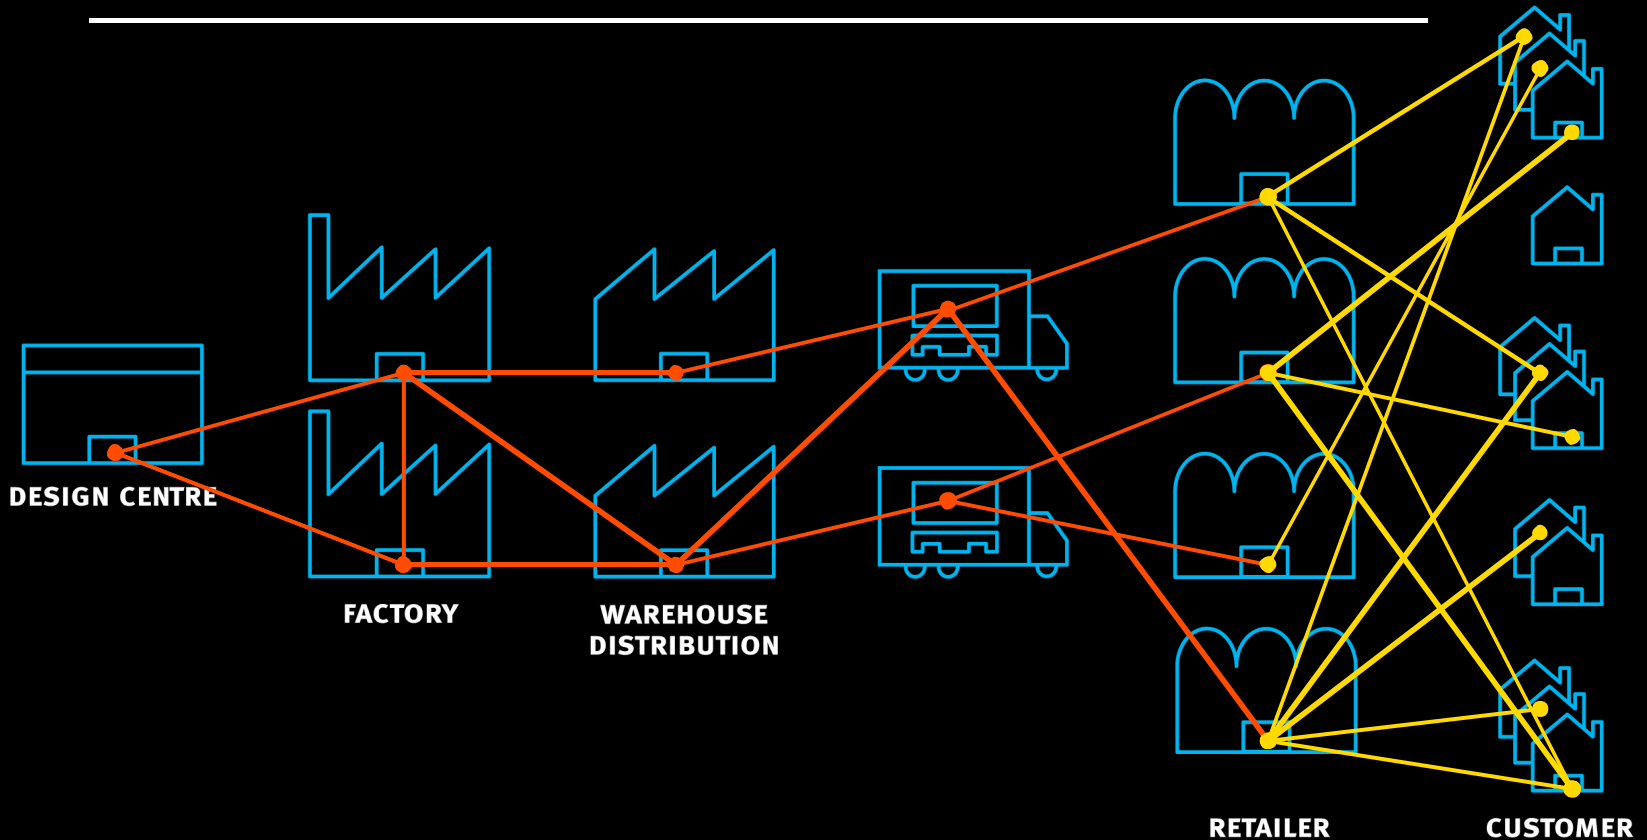 DESIGN CENTRE
FACTORY
WAREHOUSE
DISTRIBUTION
RETAILER
CUSTOMER